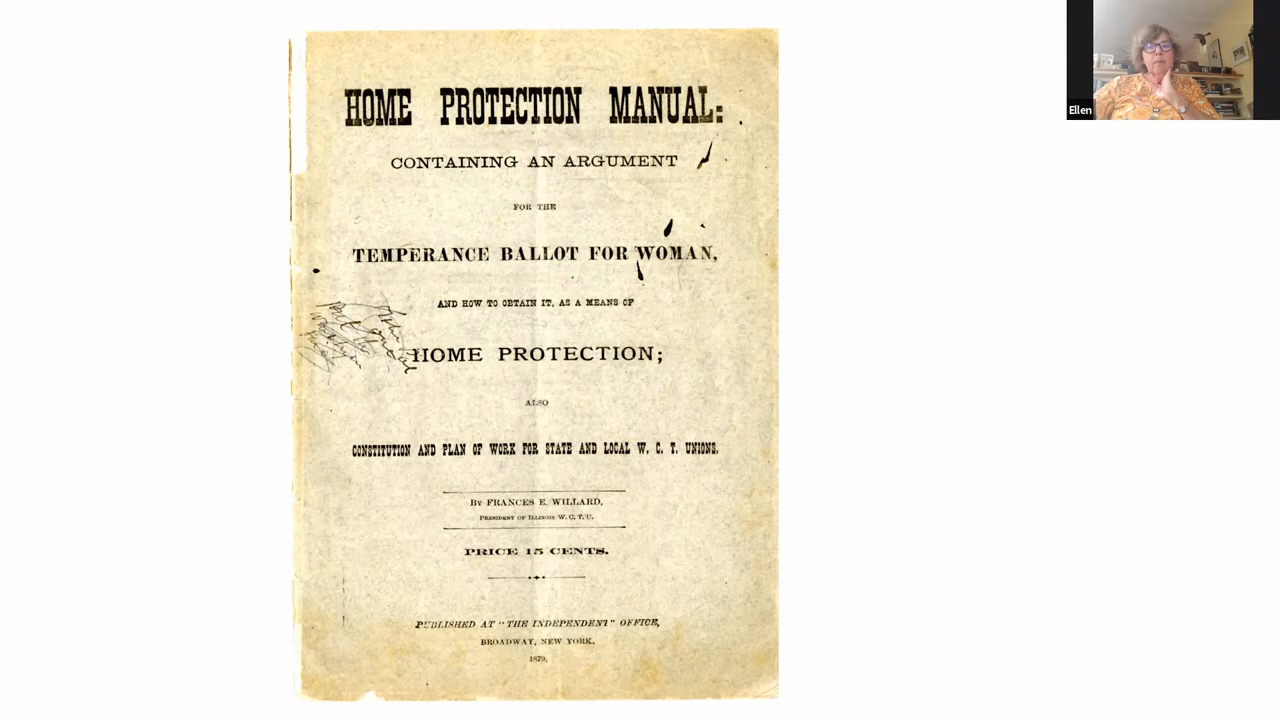 HOME PROTECTION MANUAL:
CONTAINING AN ARGUMENT
FOR THE
TEMPERANCE BALLOT FOR WOMAN,
AND HOW TO OBTAIN IT, AS A MEANS OF
HOME PROTECTION;
ALSO
CONSTITUTION AND PLAN OF WORK FOR STATE AND LOCAL W. C. T. UNIONS.
BY FRANCES E. WILLARD,
PRESIDENT OF ILLINOIS W. C. T. U.
PRICE 15 CENTS.
PUBLISHED AT "THE INDEPENDENT" OFFICE,
BROADWAY, NEW YORK.
1879.
Ellen